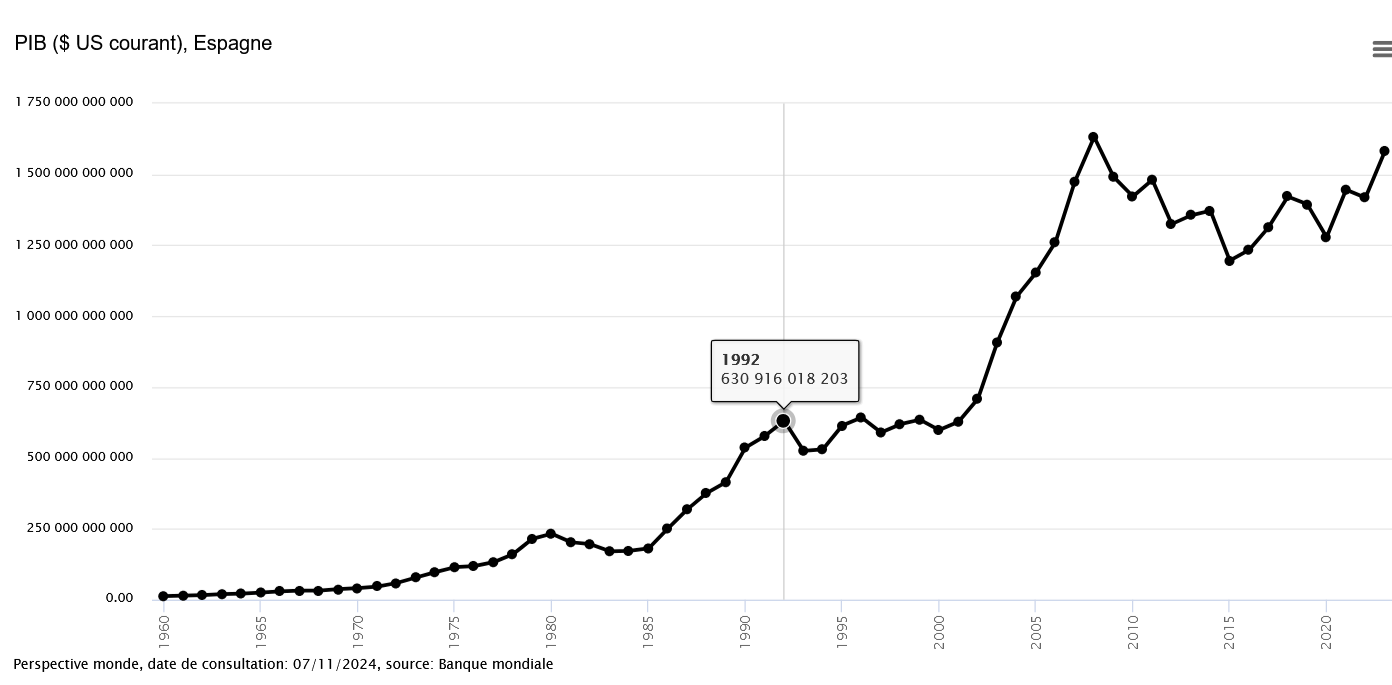 PIB ($ US courant), Espagne
1 750 000 000 000
1 500 000 000 000
1 250 000 000 000
1 000 000 000 000
750 000 000 000
500 000 000 000
250 000 000 000
0.00
1992
630 916 018 203
1960
1965
1970
1975
1980
1985
1990
1995
2000
2005
2010
2015
2020
Perspective monde, date de consultation: 07/11/2024, source: Banque mondiale